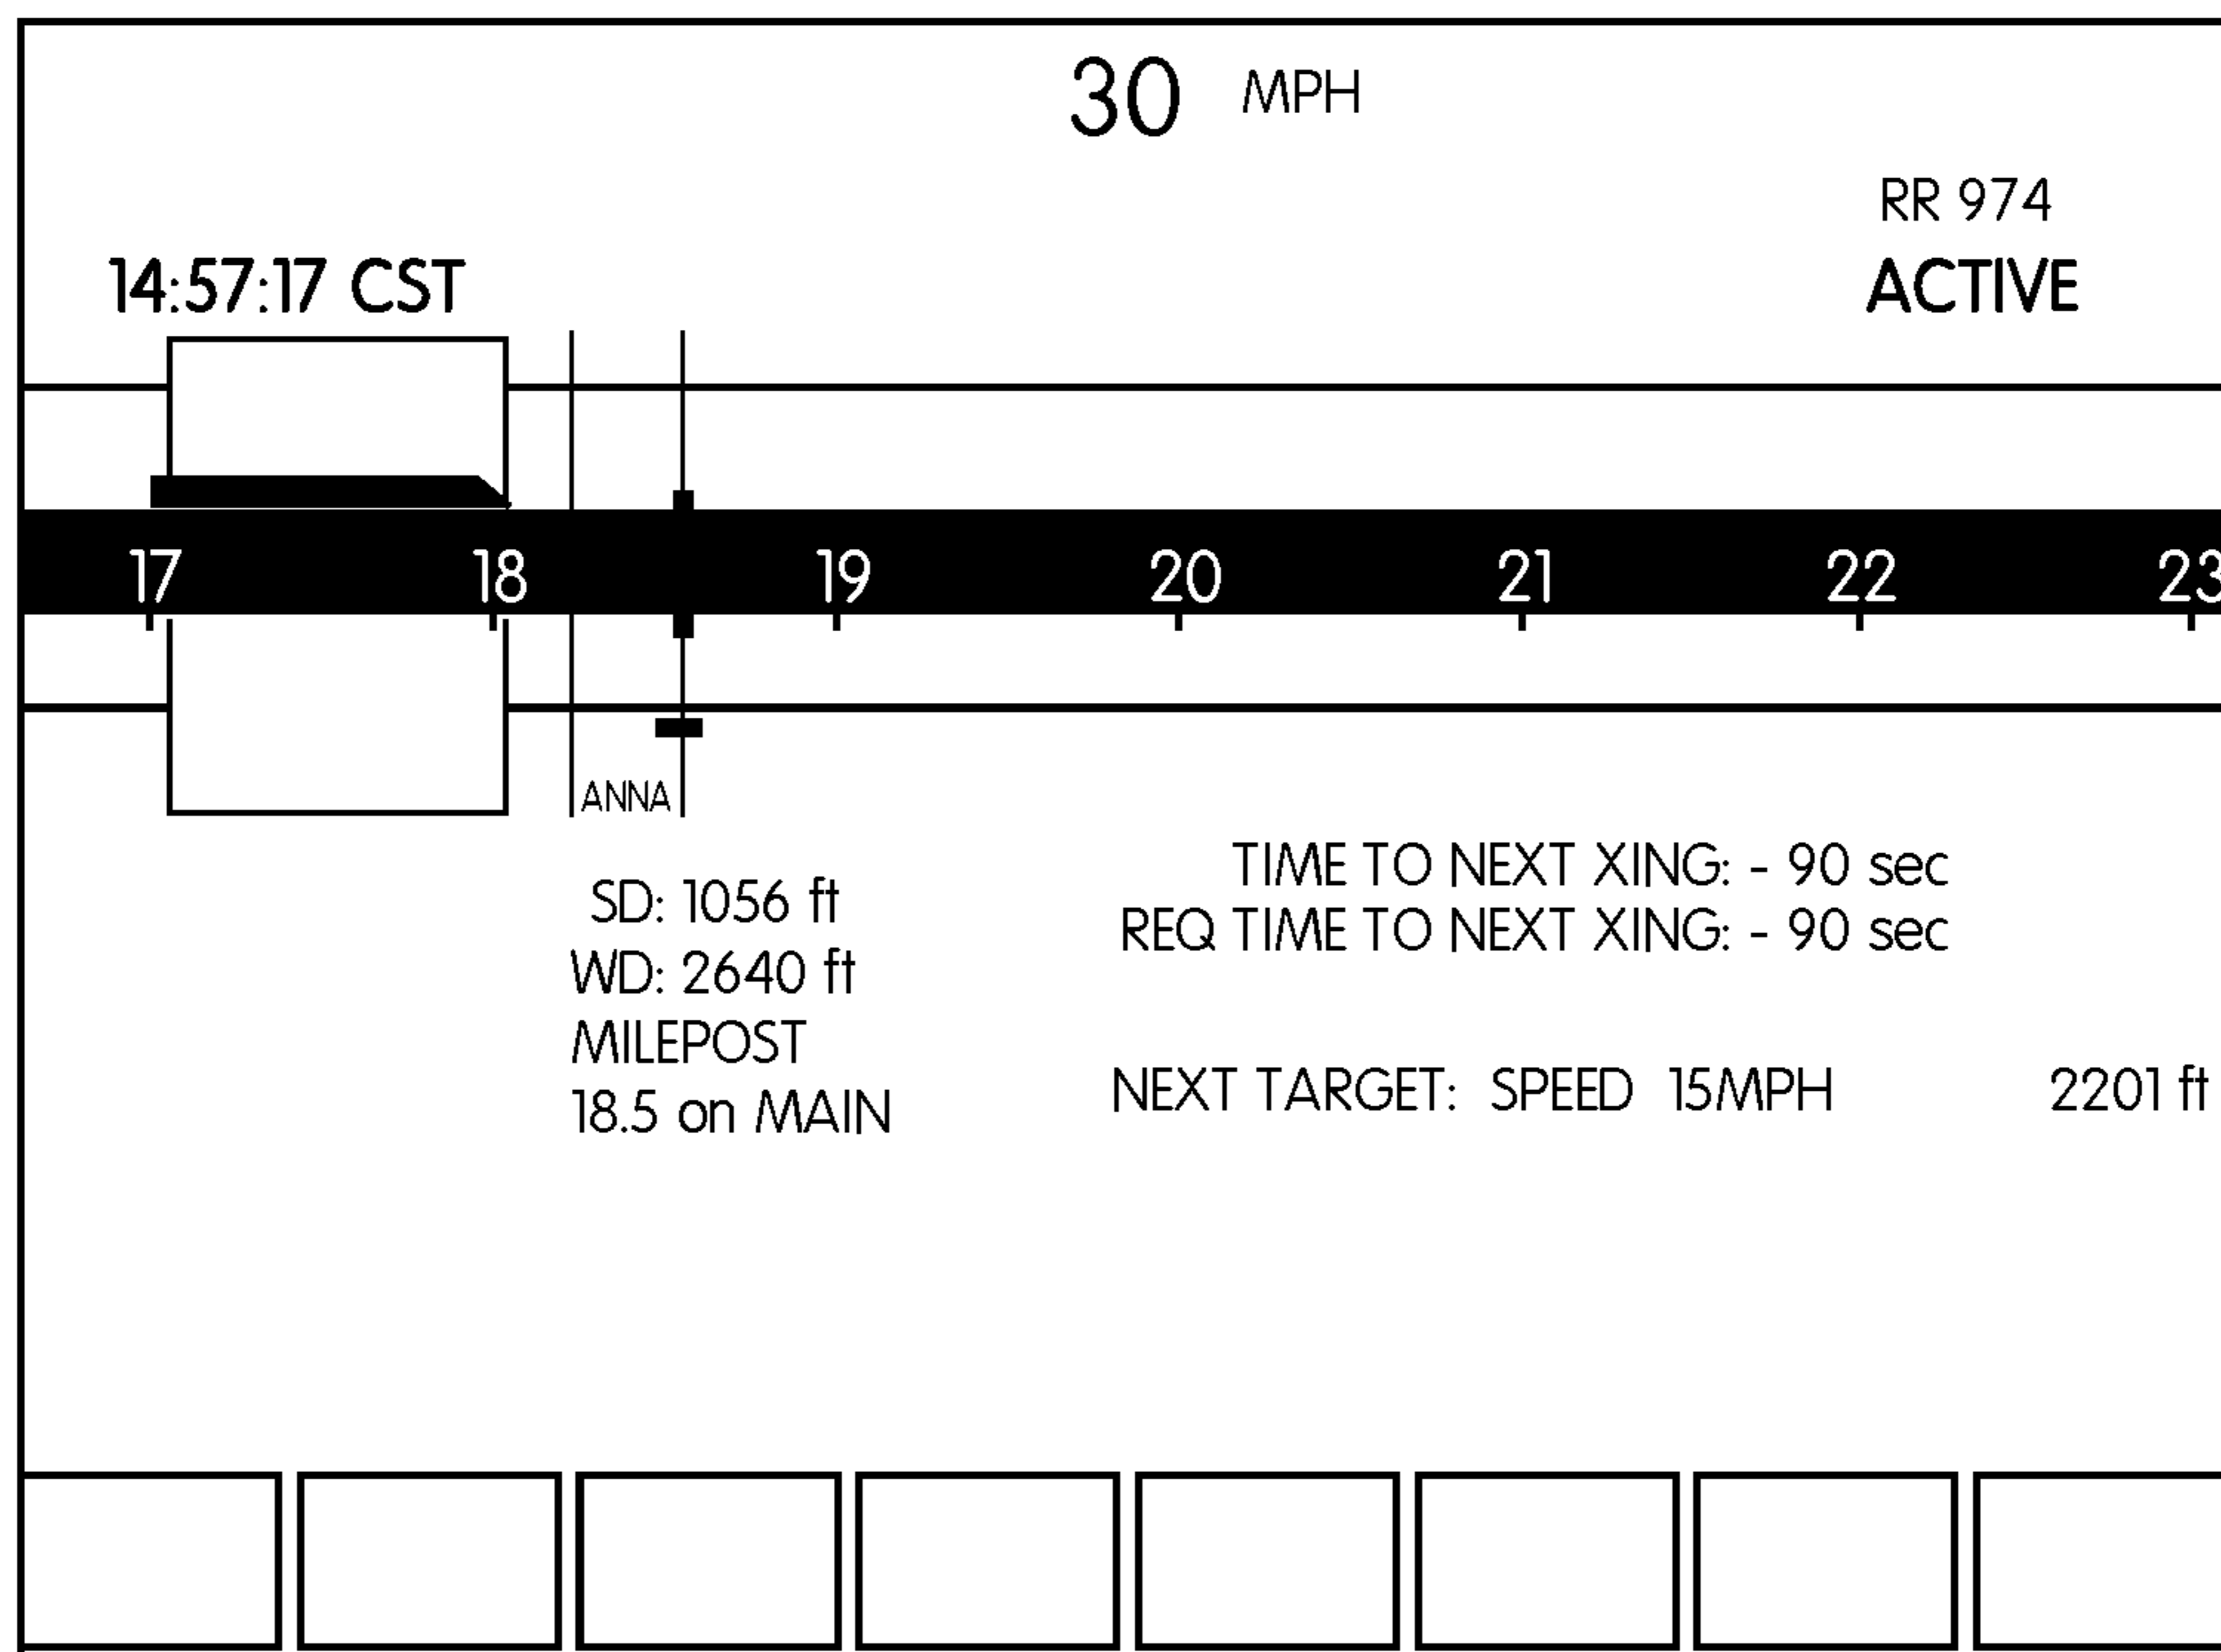 30 MPH
RR 974
14:57:17 CST ACTIVE
17 18 19 20 21 22 23
ANNA
TIME TO NEXT XING: - 90 sec
SD: 1056 ft
REQ TIME TO NEXT XING: - 90 sec
WD: 2640 ft
MILEPOST
NEXT TARGET: SPEED 15MPH 2201 ft
18.5 on MAIN